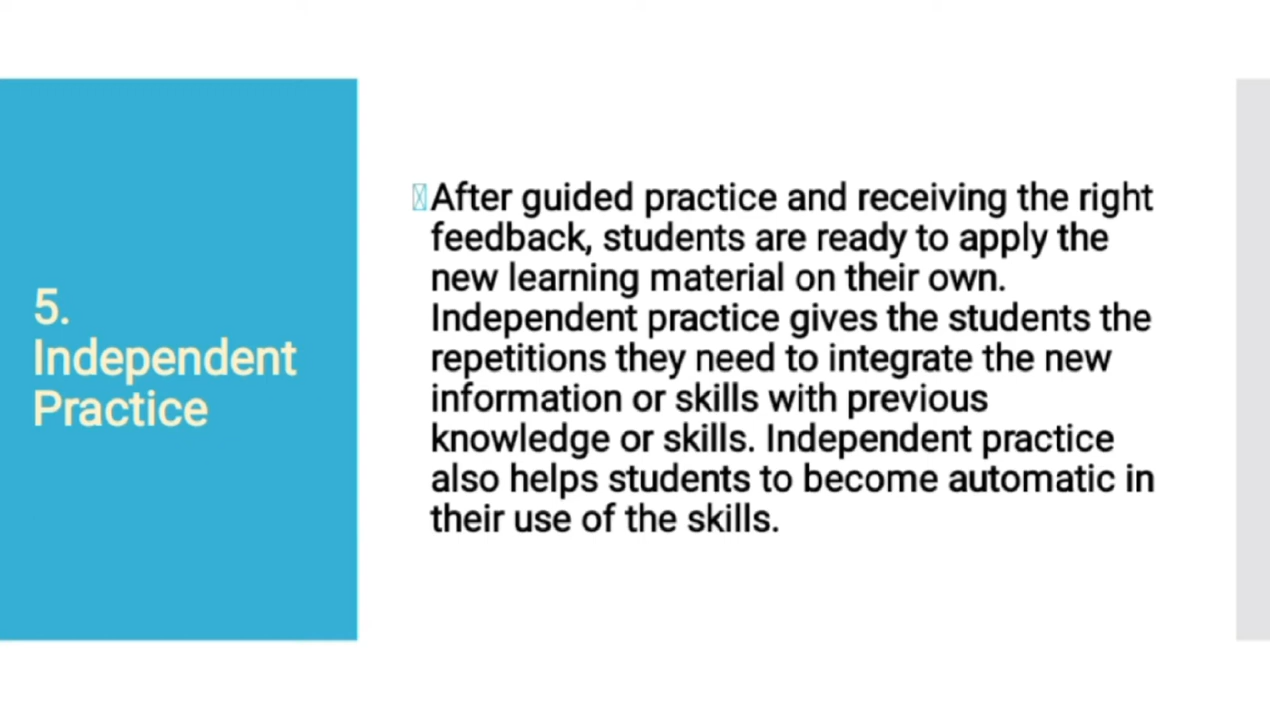 5.
Independent
Practice
After guided practice and receiving the right
feedback, students are ready to apply the
new learning material on their own.
Independent practice gives the students the
repetitions they need to integrate the new
information or skills with previous
knowledge or skills. Independent practice
also helps students to become automatic in
their use of the skills.